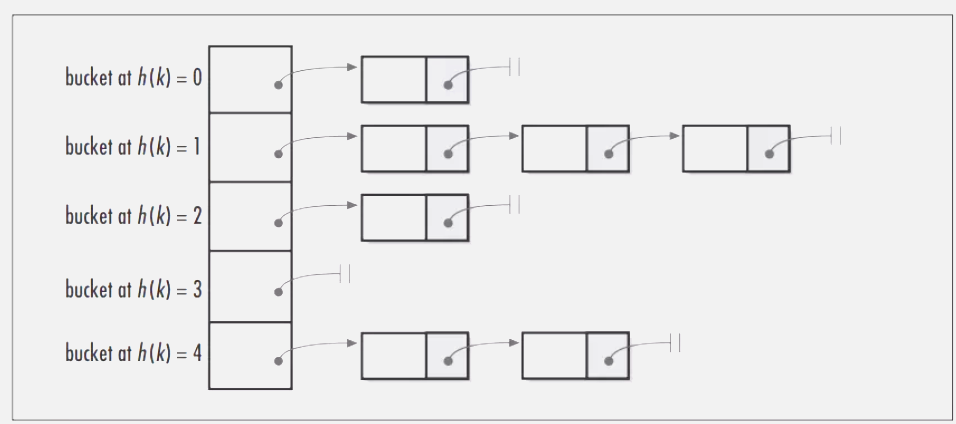 bucket at h(k) = 0
bucket at h(k) = 1
bucket at h(k) = 2
bucket at h(k) = 3
bucket at h(k) = 4